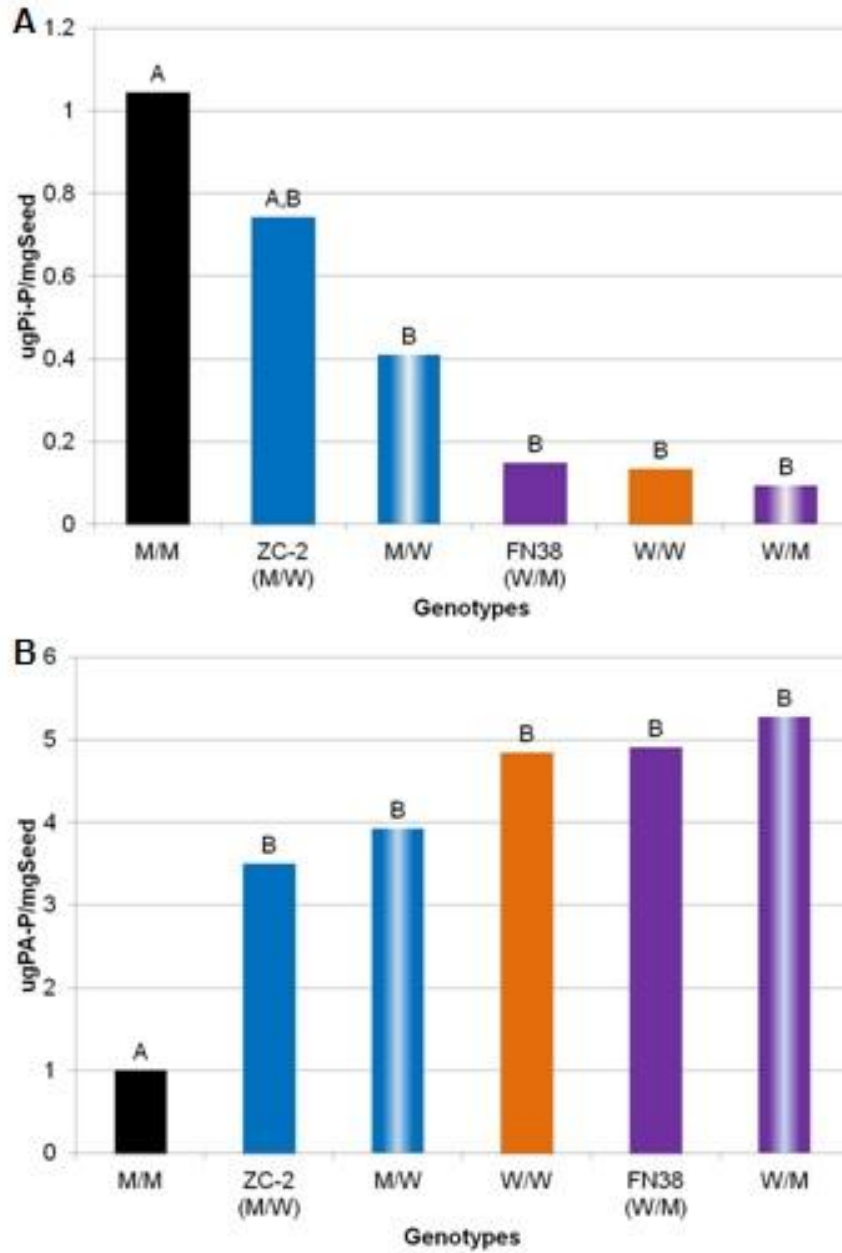 A
1.2
1
0.8
0.6
0.4
0.2
0
ugPi-P/mgSeed
A
A,B
B
B
B
B
M/M ZC-2 M/W FN38 W/W W/M
(M/W) (W/M)
Genotypes
B
6
5
4
3
2
1
0
ugPA-P/mgSeed
A
B
B
B
B
B
M/M ZC-2 M/W W/W FN38 W/M
(M/W) (W/M)
Genotypes